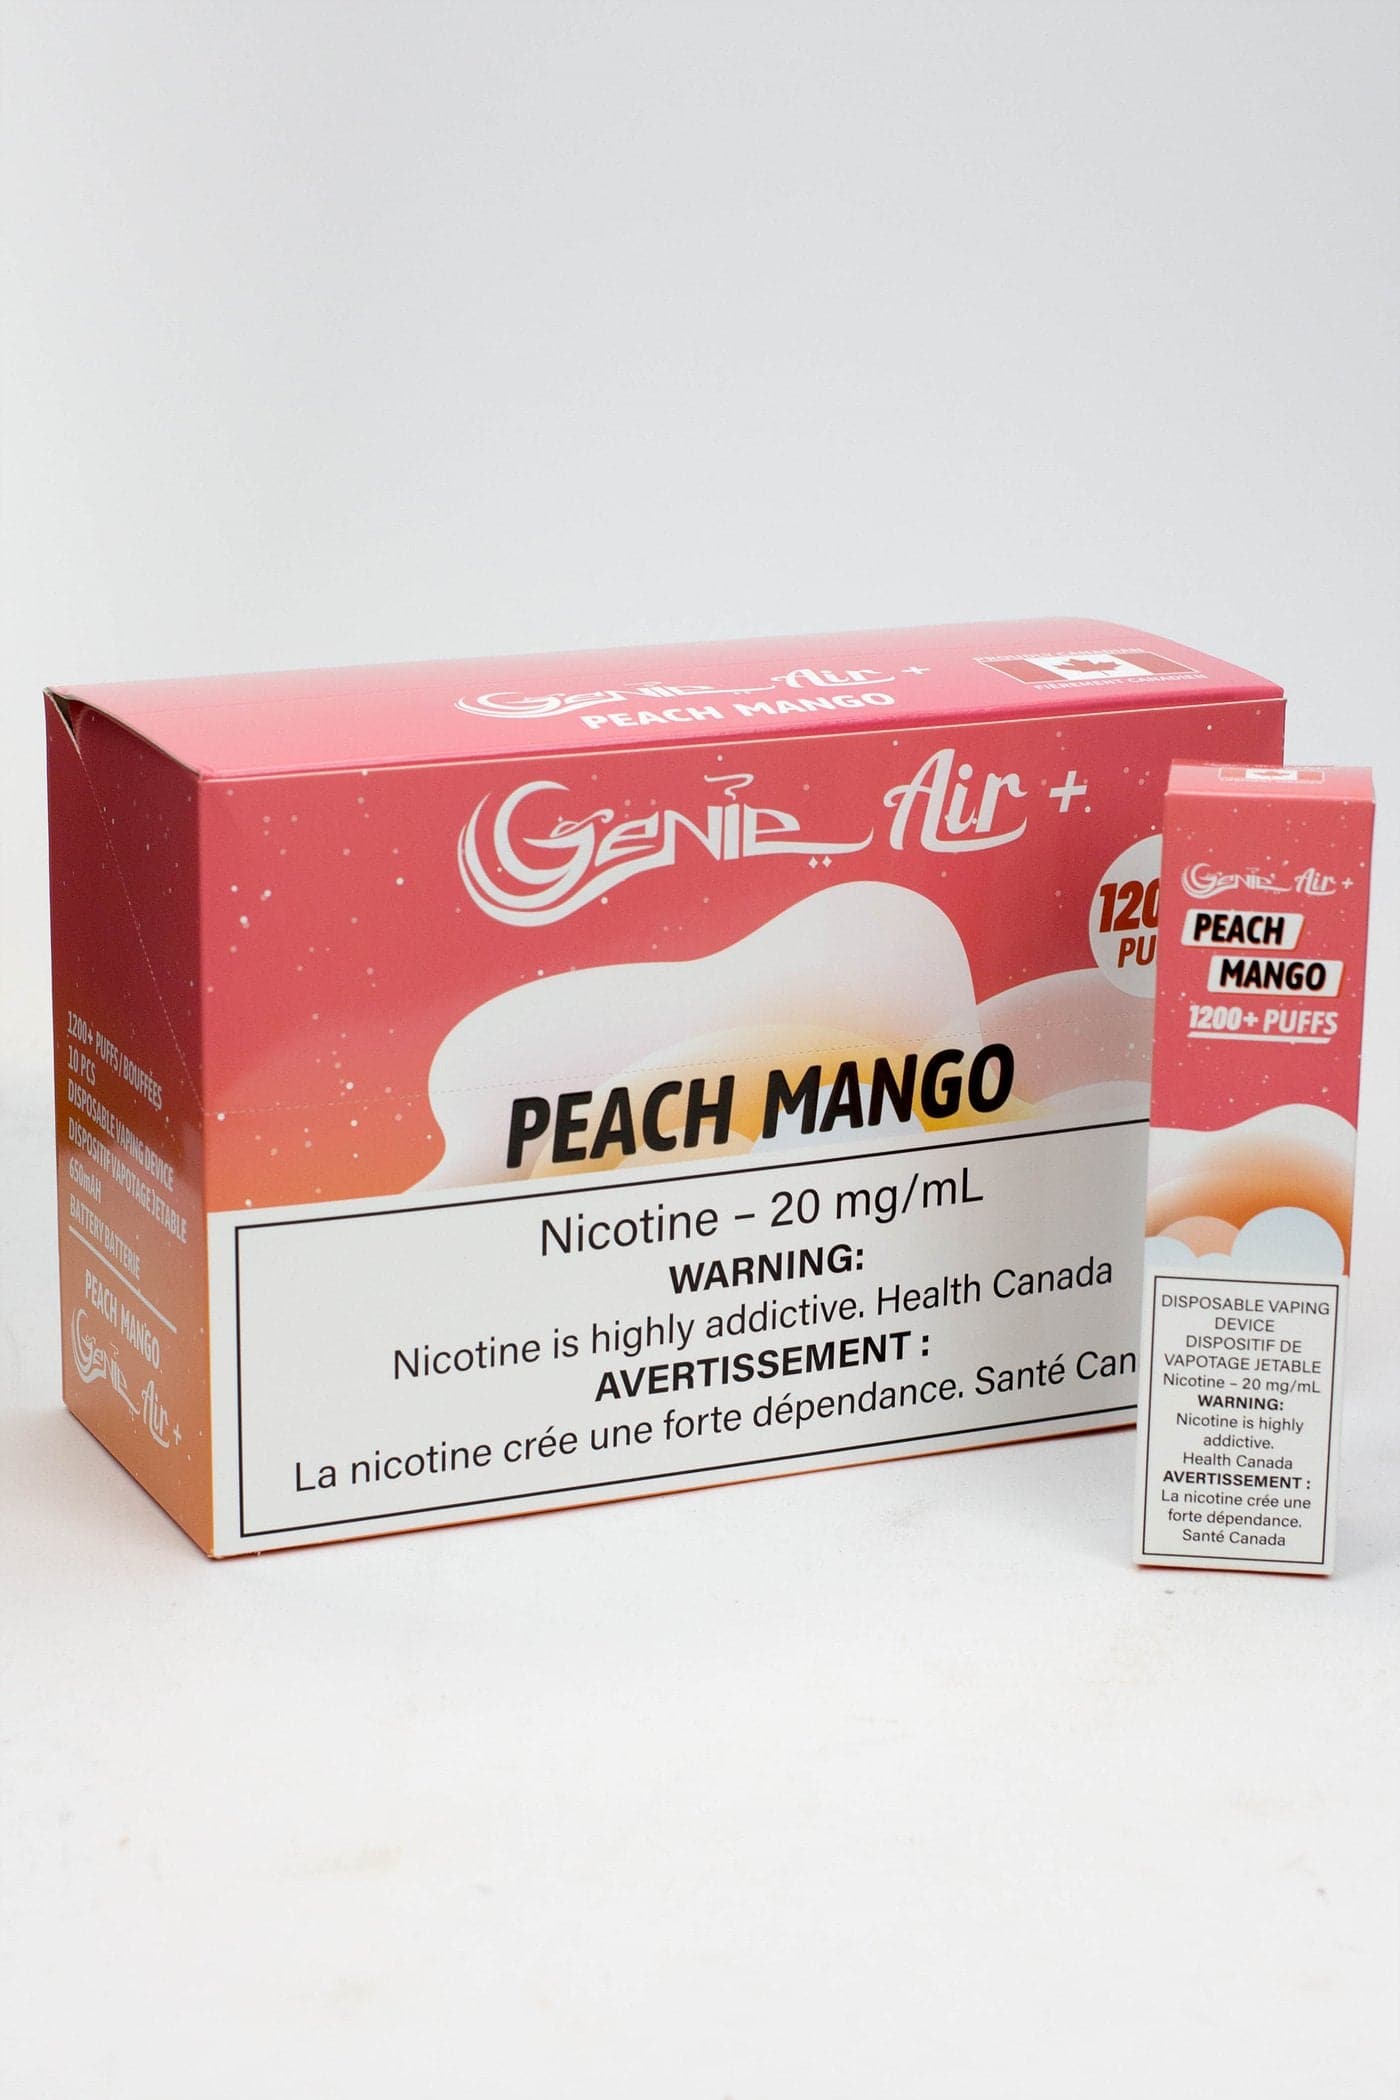 GENIE Air +
PEACH MANGO
PROUDLY CANADIAN
FIÈREMENT CANADIEN
GENIE Air +
120
PU
PEACH MANGO
Nicotine – 20 mg/mL
WARNING:
Nicotine is highly addictive. Health Canada
AVERTISSEMENT :
La nicotine crée une forte dépendance. Santé Can
1200+ PUFFS / BOUFFÉES
10 PCS
DISPOSABLE VAPING DEVICE
DISPOSITIF VAPOTAGE JETABLE
650mAH
BATTERY BATTERIE
PEACH MANGO
GENIE Air +
GENIE Air +
PEACH
MANGO
1200+ PUFFS
DISPOSABLE VAPING
DEVICE
DISPOSITIF DE
VAPOTAGE JETABLE
Nicotine – 20 mg/mL
WARNING:
Nicotine is highly
addictive.
Health Canada
AVERTISSEMENT :
La nicotine crée une
forte dépendance.
Santé Canada